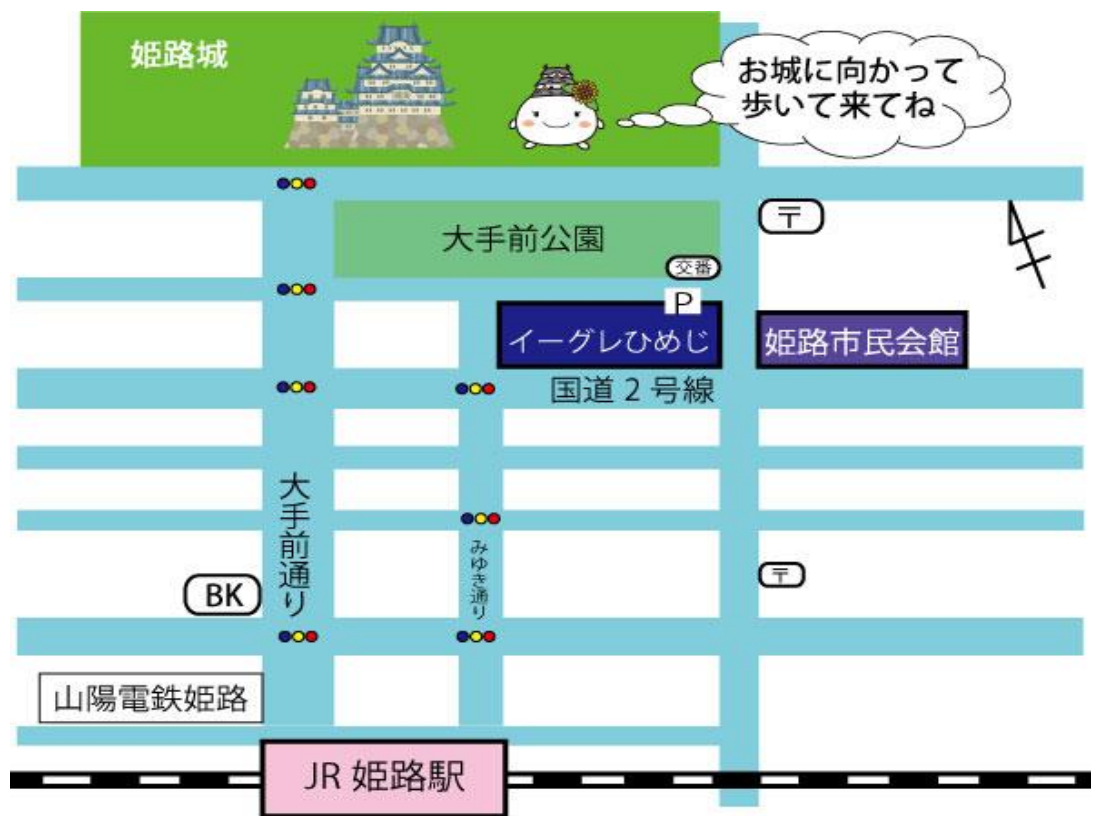 姫路城
お城に向かって
歩いて来てね
〒
大手前公園
交番
P
イーグレひめじ
姫路市民会館
国道2号線
大手前通り
みゆき通り
〒
BK
山陽電鉄姫路
JR 姫路駅